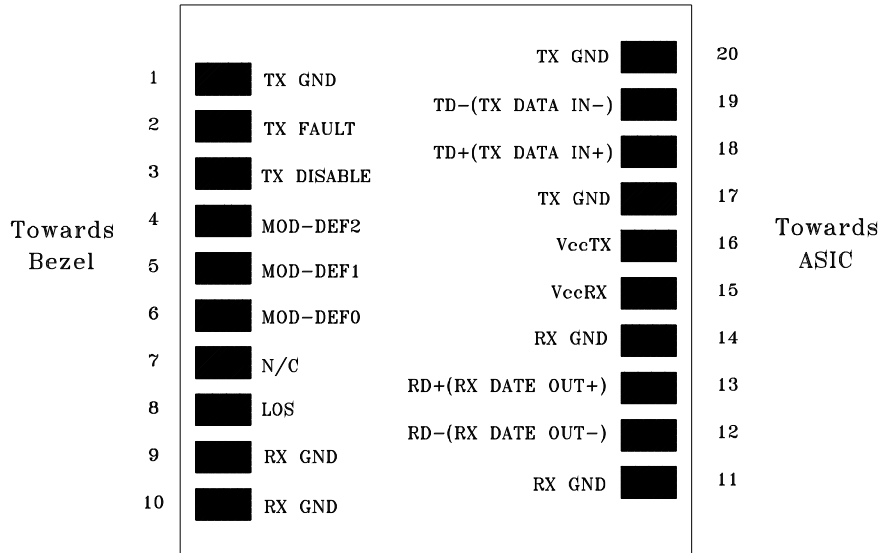 Towards
Bezel
1 TX GND
2 TX FAULT
3 TX DISABLE
4 MOD-DEF2
5 MOD-DEF1
6 MOD-DEF0
7 N/C
8 LOS
9 RX GND
10 RX GND
TX GND 20
TD-(TX DATA IN-) 19
TD+(TX DATA IN+) 18
TX GND 17
VccTX 16
VccRX 15
RX GND 14
RD+(RX DATE OUT+) 13
RD-(RX DATE OUT-) 12
RX GND 11
Towards
ASIC